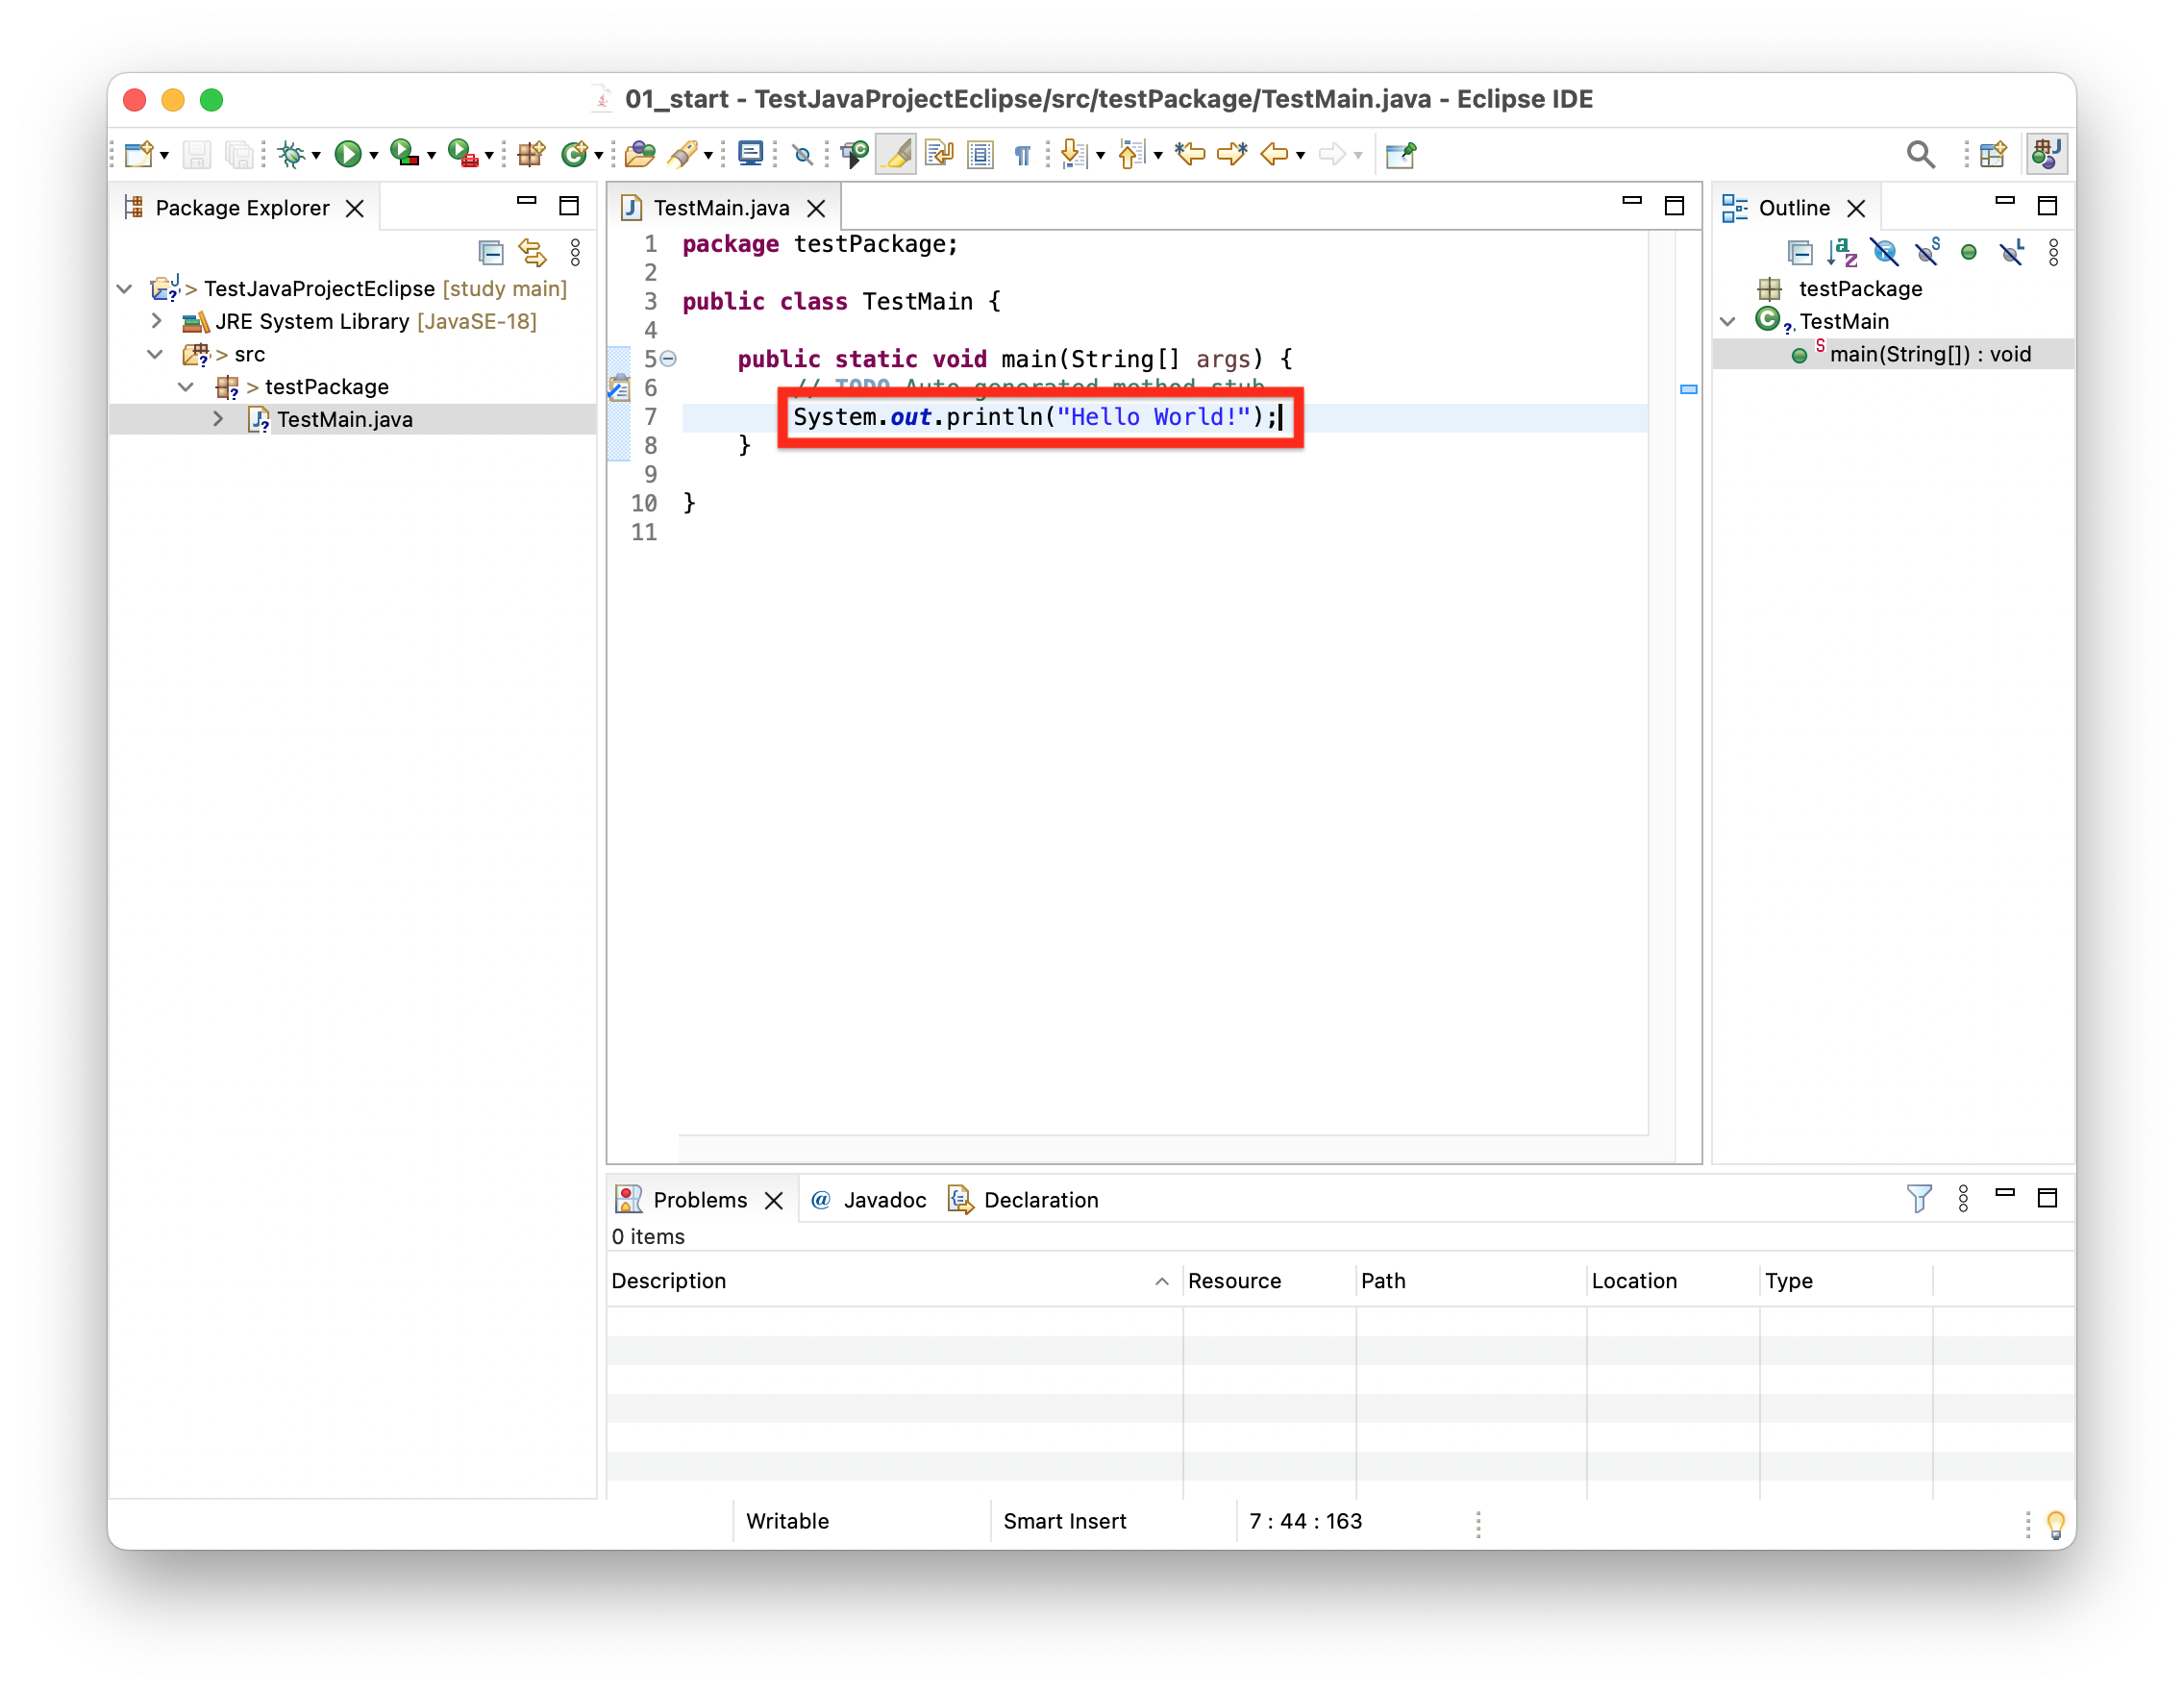 01_start - TestJavaProjectEclipse/src/testPackage/TestMain.java - Eclipse IDE
Package Explorer
> TestJavaProjectEclipse [study main]
JRE System Library [JavaSE-18]
> src
> testPackage
TestMain.java
TestMain.java
1 package testPackage;
2
3 public class TestMain {
4
5 public static void main(String[] args) {
6 // TODO Auto-generated method stub
7 System.out.println("Hello World!");
8 }
9
10 }
11
Outline
testPackage
TestMain
main(String[]) : void
Problems
@ Javadoc
Declaration
0 items
Description Resource Path Location Type
Writable Smart Insert 7 : 44 : 163